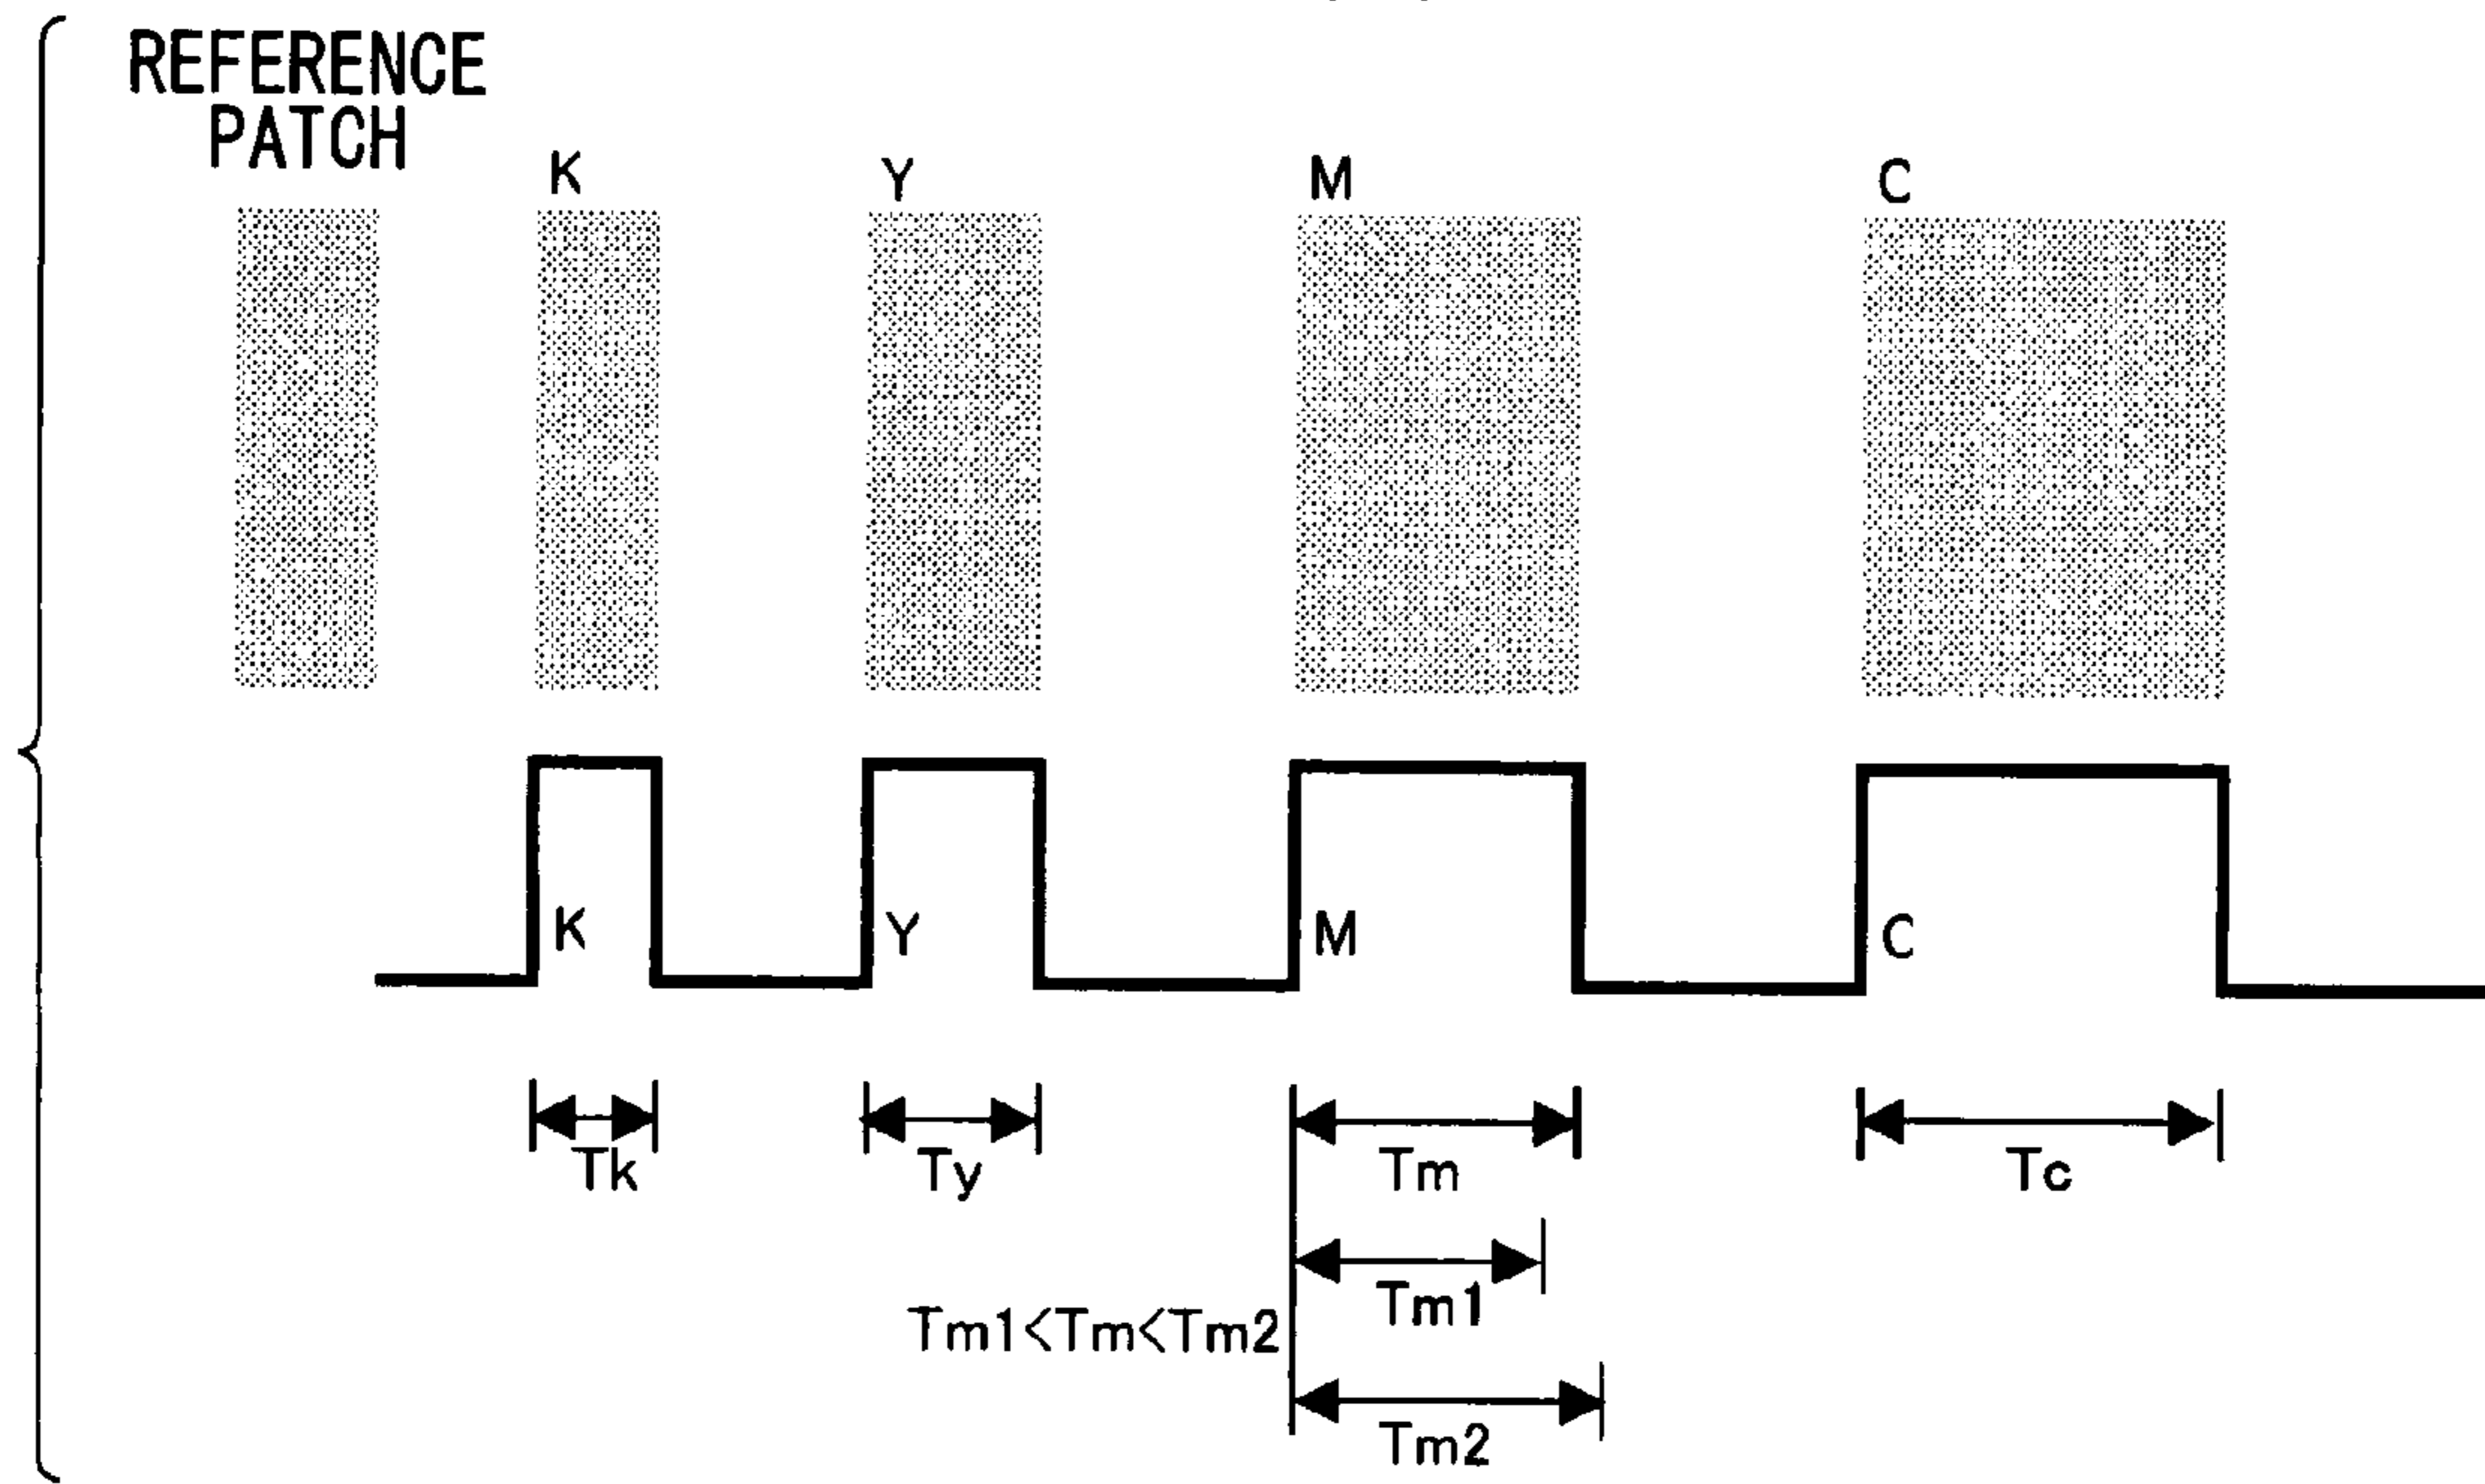 REFERENCE
PATCH
K Y M C
K Y M C
Tk Ty Tm Tc
Tm1
Tm1<Tm<Tm2
Tm2